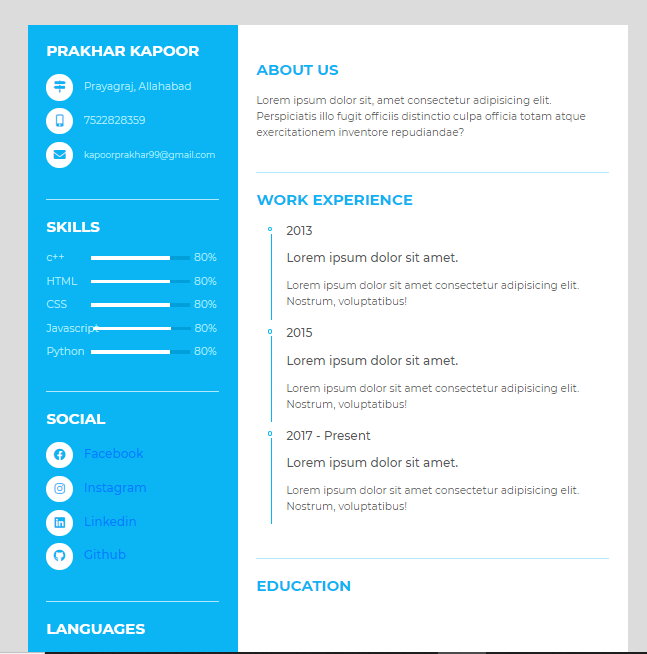 PRAKHAR KAPOOR
Prayagraj, Allahabad
7522828359
kapoorprakhar99@gmail.com
SKILLS
c++ 80%
HTML 80%
CSS 80%
Javascript 80%
Python 80%
SOCIAL
Facebook
Instagram
Linkedin
Github
LANGUAGES
ABOUT US
Lorem ipsum dolor sit, amet consectetur adipisicing elit.
Perspiciatis illo fugit officiis distinctio culpa officia totam atque
exercitationem inventore repudiandae?
WORK EXPERIENCE
2013
Lorem ipsum dolor sit amet.
Lorem ipsum dolor sit amet consectetur adipisicing elit.
Nostrum, voluptatibus!
2015
Lorem ipsum dolor sit amet.
Lorem ipsum dolor sit amet consectetur adipisicing elit.
Nostrum, voluptatibus!
2017 - Present
Lorem ipsum dolor sit amet.
Lorem ipsum dolor sit amet consectetur adipisicing elit.
Nostrum, voluptatibus!
EDUCATION